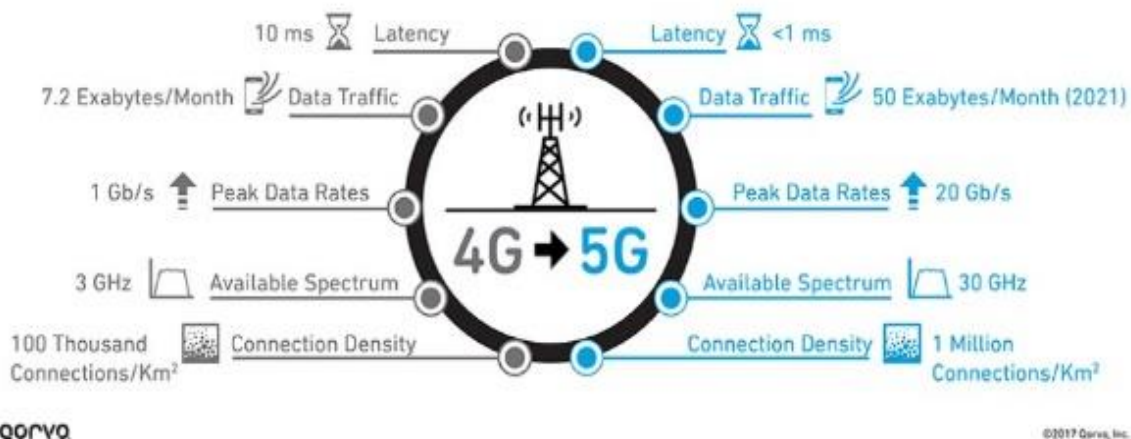 10 ms Latency
Latency <1 ms
7.2 Exabytes/Month Data Traffic
Data Traffic 50 Exabytes/Month (2021)
1 Gb/s Peak Data Rates
Peak Data Rates 20 Gb/s
4G 5G
3 GHz Available Spectrum
Available Spectrum 30 GHz
100 Thousand
Connections/Km²
Connection Density
Connection Density
1 Million
Connections/Km²
QORVO
©2017 Qorvo, Inc.